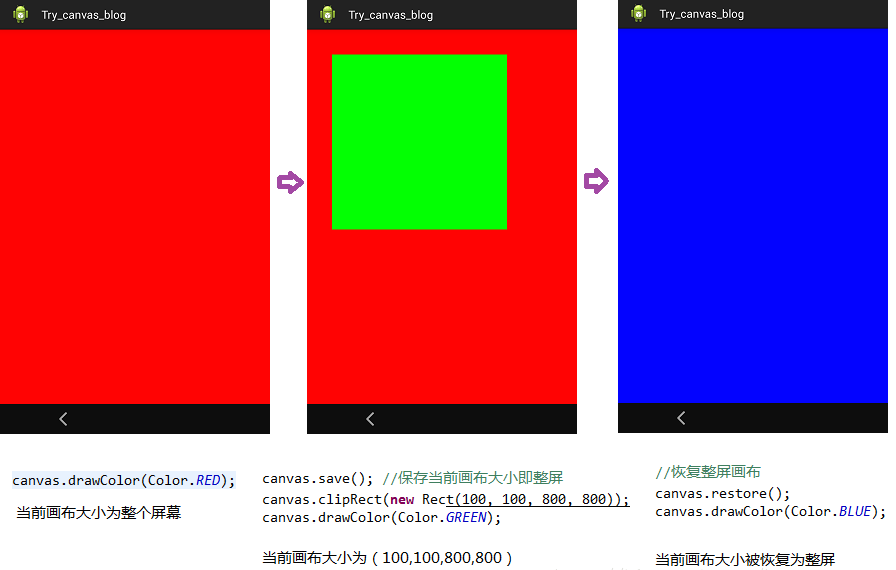 Try_canvas_blog
Try_canvas_blog
Try_canvas_blog
canvas.drawColor(Color.RED);
当前画布大小为整个屏幕
canvas.save(); //保存当前画布大小即整屏
canvas.clipRect(new Rect(100, 100, 800, 800));
canvas.drawColor(Color.GREEN);
当前画布大小为（100,100,800,800）
//恢复整屏画布
canvas.restore();
canvas.drawColor(Color.BLUE);
当前画布大小被恢复为整屏